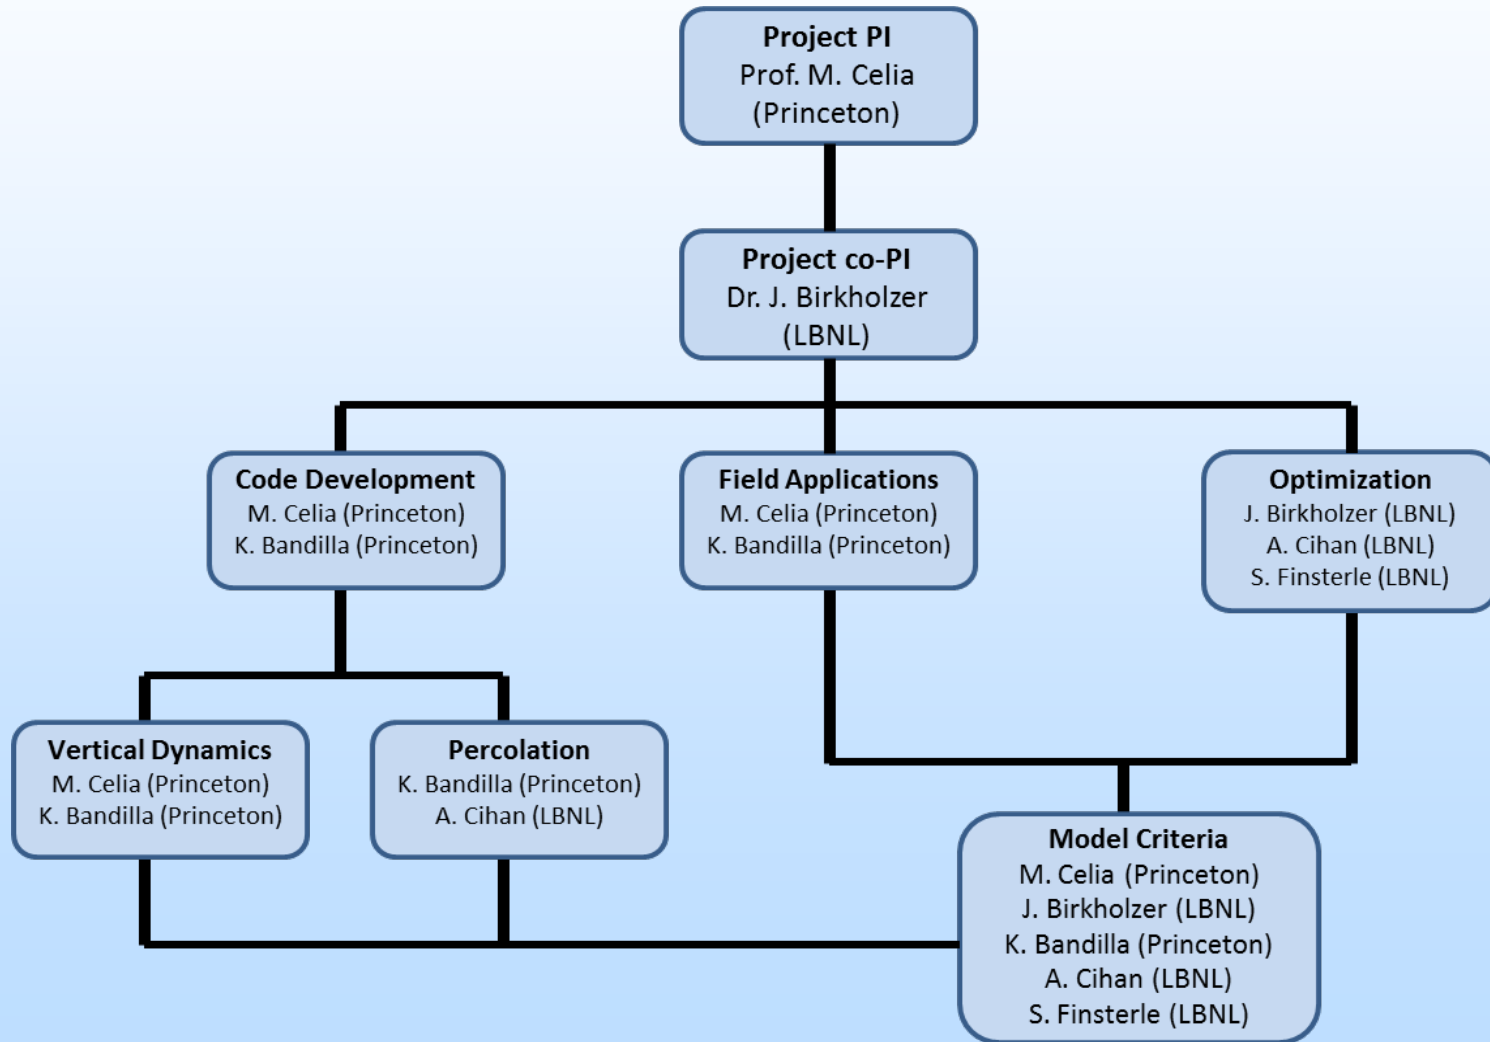 Project PI
Prof. M. Celia
(Princeton)
Project co-PI
Dr. J. Birkholzer
(LBNL)
Code Development
M. Celia (Princeton)
K. Bandilla (Princeton)
Field Applications
M. Celia (Princeton)
K. Bandilla (Princeton)
Optimization
J. Birkholzer (LBNL)
A. Cihan (LBNL)
S. Finsterle (LBNL)
Vertical Dynamics
M. Celia (Princeton)
K. Bandilla (Princeton)
Percolation
K. Bandilla (Princeton)
A. Cihan (LBNL)
Model Criteria
M. Celia (Princeton)
J. Birkholzer (LBNL)
K. Bandilla (Princeton)
A. Cihan (LBNL)
S. Finsterle (LBNL)